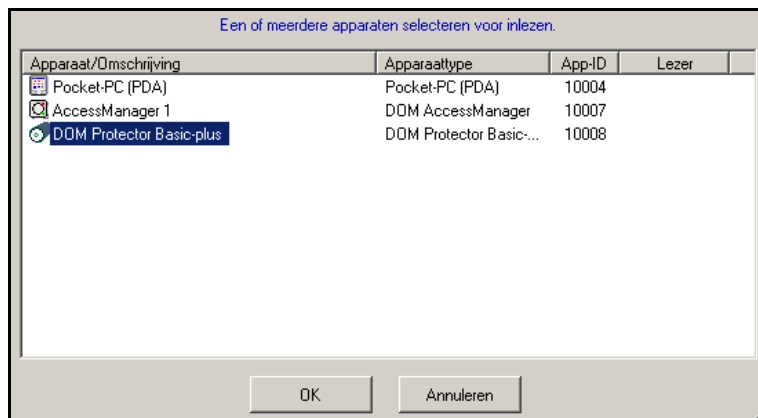 Een of meerdere apparaten selecteren voor inlezen.
Apparaat/Omschrijving Apparaattype App-ID Lezer
Pocket-PC (PDA) Pocket-PC (PDA) 10004
AccessManager 1 DOM AccessManager 10007
DOM Protector Basic-plus DOM Protector Basic-... 10008
OK Annuleren